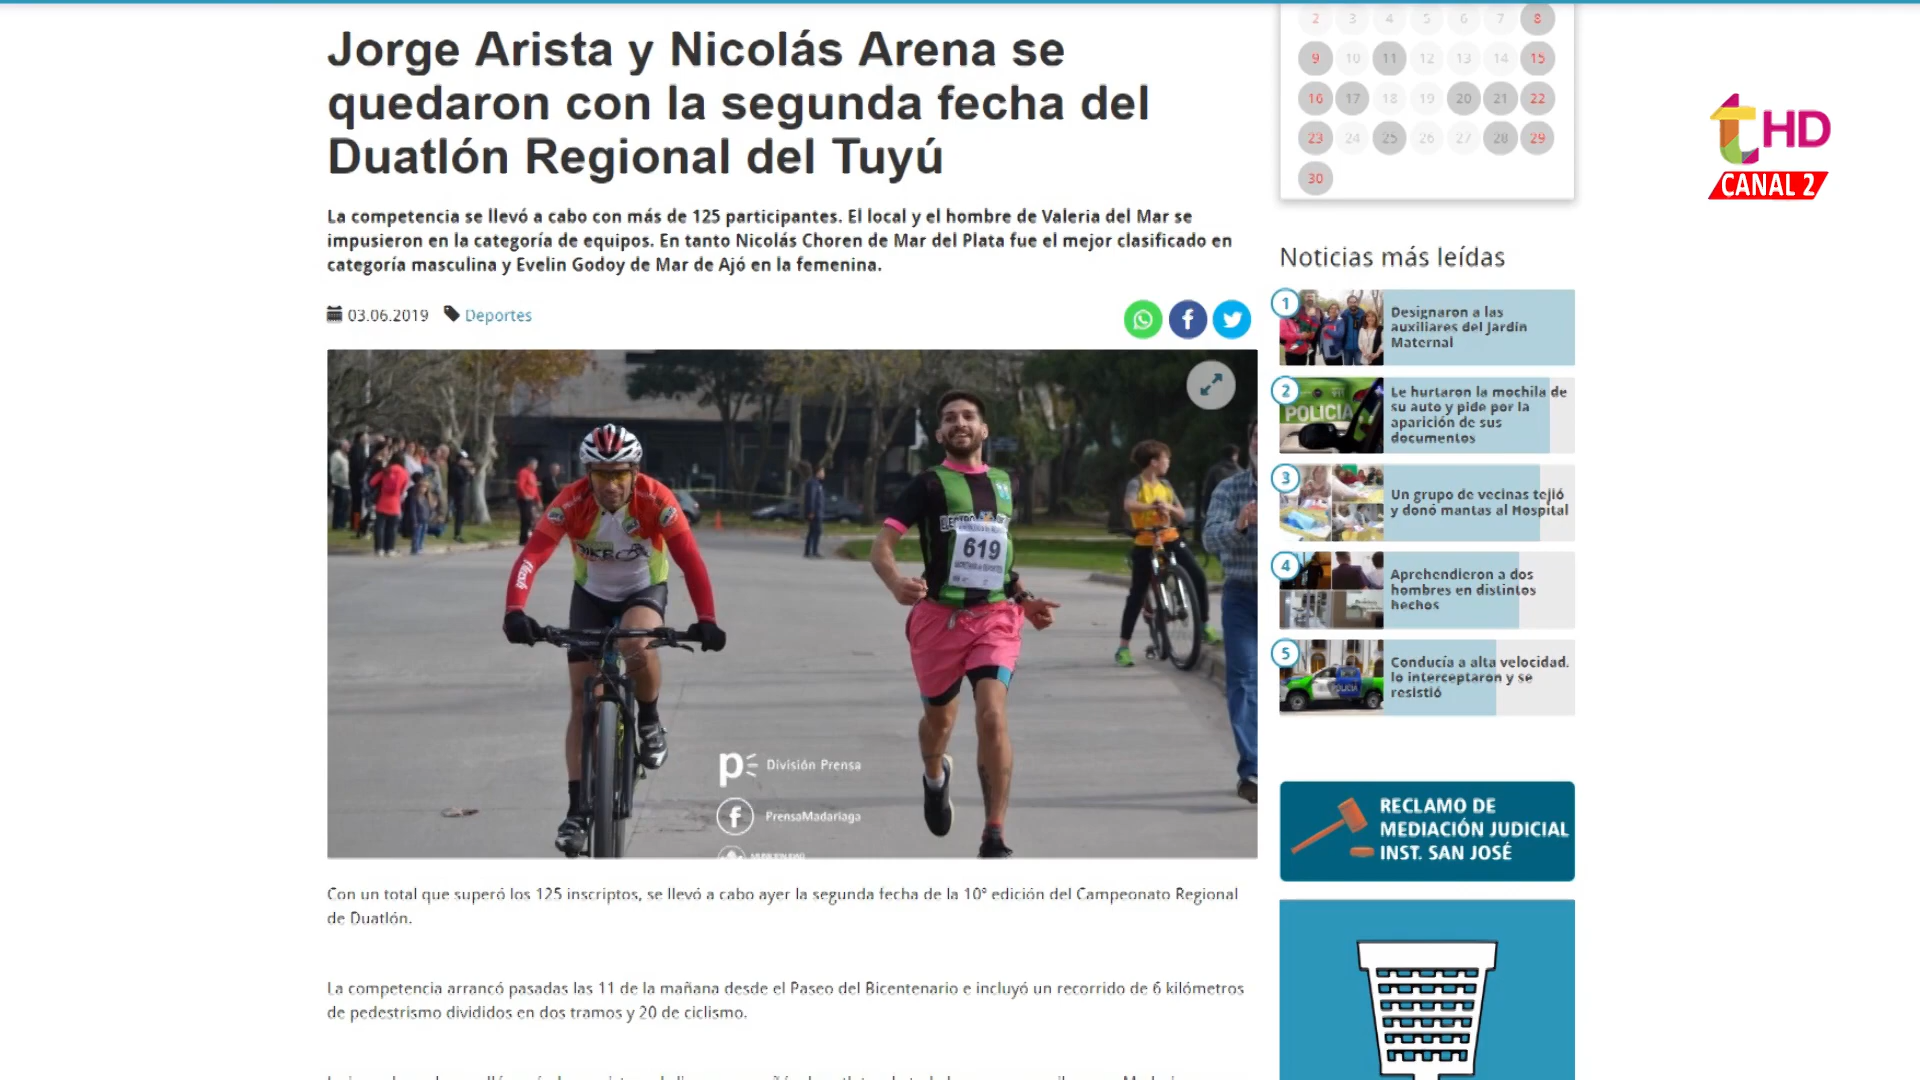 Jorge Arista y Nicolás Arena se
quedaron con la segunda fecha del
Duatlón Regional del Tuyú
La competencia se llevó a cabo con más de 125 participantes. El local y el hombre de Valeria del Mar se
impusieron en la categoría de equipos. En tanto Nicolás Choren de Mar del Plata fue el mejor clasificado en
categoría masculina y Evelin Godoy de Mar de Ajó en la femenina.
03.06.2019 Deportes
619
División Prensa
PrensaMadariaga
Con un total que superó los 125 inscriptos, se llevó a cabo ayer la segunda fecha de la 10° edición del Campeonato Regional
de Duatlón.
La competencia arrancó pasadas las 11 de la mañana desde el Paseo del Bicentenario e incluyó un recorrido de 6 kilómetros
de pedestrismo divididos en dos tramos y 20 de ciclismo.
2 3 4 5 6 7 8
9 10 11 12 13 14 15
16 17 18 19 20 21 22
23 24 25 26 27 28 29
30
Noticias más leídas
1
Designaron a las
auxiliares del Jardín
Maternal
2
POLICIA
Le hurtaron la mochila de
su auto y pide por la
aparición de sus
documentos
3
Un grupo de vecinas tejió
y donó mantas al Hospital
4
Aprehendieron a dos
hombres en distintos
hechos
5
POLICIA
Conducía a alta velocidad,
lo interceptaron y se
resistió
RECLAMO DE
MEDIACIÓN JUDICIAL
INST. SAN JOSÉ
tHD
CANAL 2